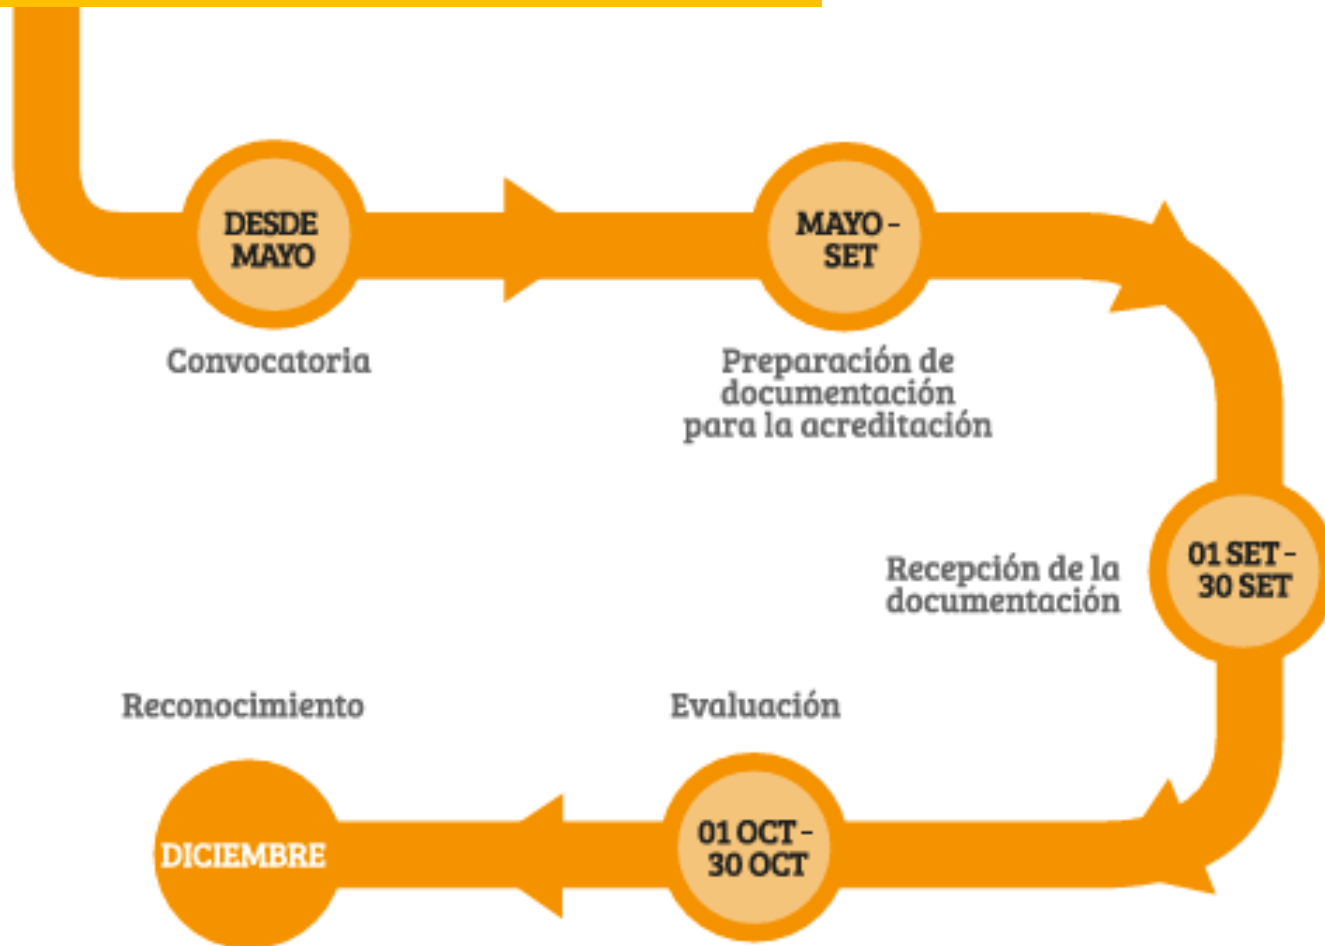 DESDE
MAYO
Convocatoria
MAYO -
SET
Preparación de
documentación
para la acreditación
01 SET -
30 SET
Recepción de la
documentación
01 OCT -
30 OCT
Evaluación
DICIEMBRE
Reconocimiento